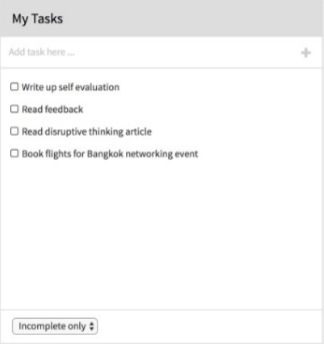 My Tasks
Add task here ...
Write up self evaluation
Read feedback
Read disruptive thinking article
Book flights for Bangkok networking event
Incomplete only